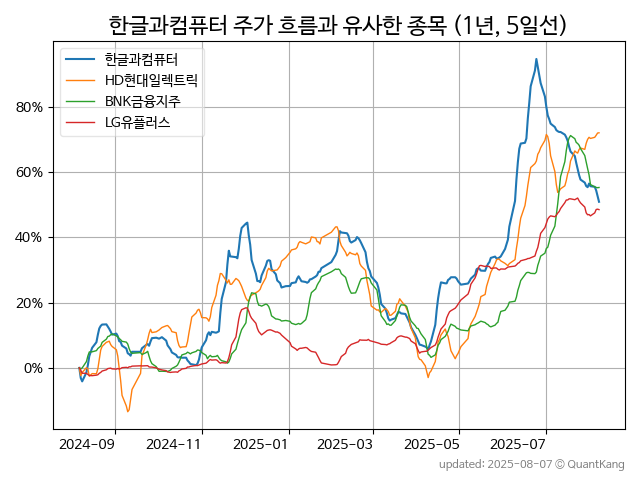 한글과컴퓨터 주가 흐름과 유사한 종목 (1년, 5일선)
한글과컴퓨터
HD현대일렉트릭
BNK금융지주
LG유플러스
80%
60%
40%
20%
0%
2024-09 2024-11 2025-01 2025-03 2025-05 2025-07
updated: 2025-08-07 © QuantKang